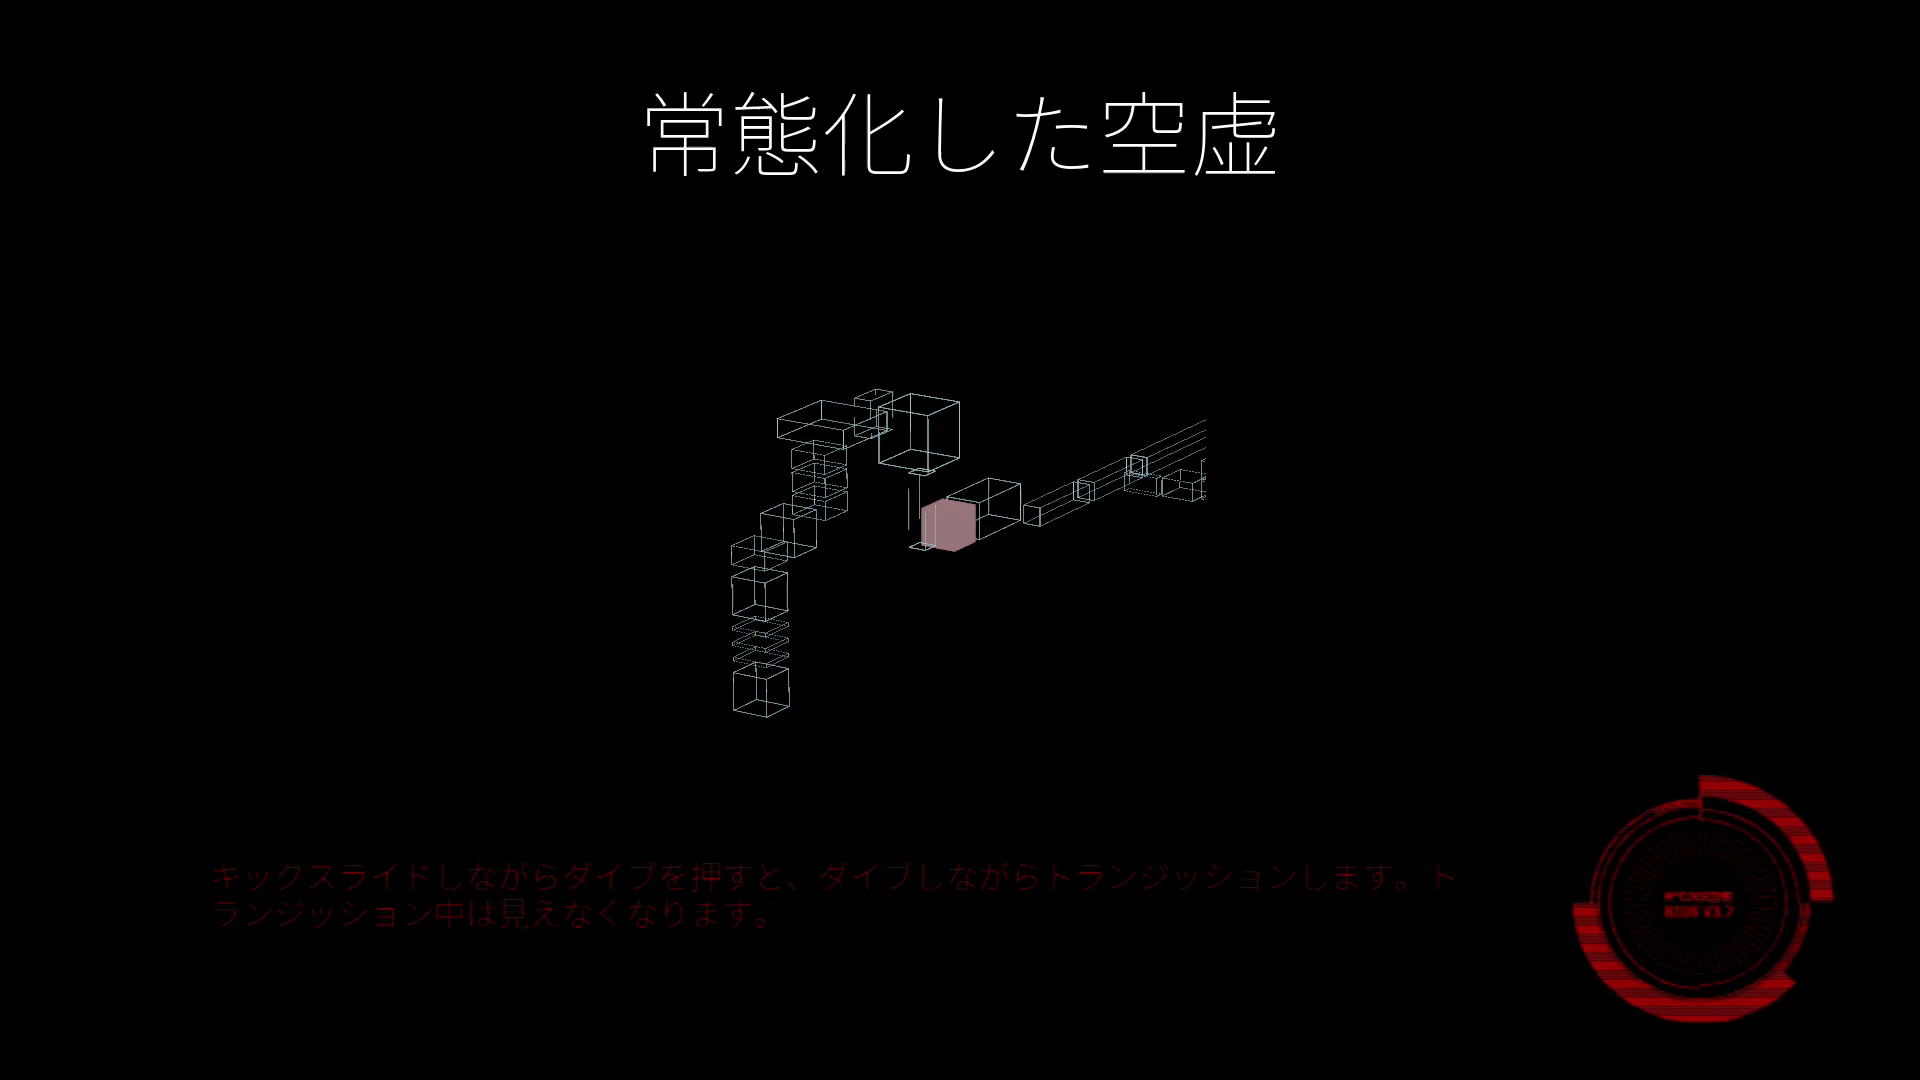 常態化した空虚
キックスライドしながらダイブを押すと、ダイブしながらトランジッションします。ト
ランジッション中は見えなくなります。